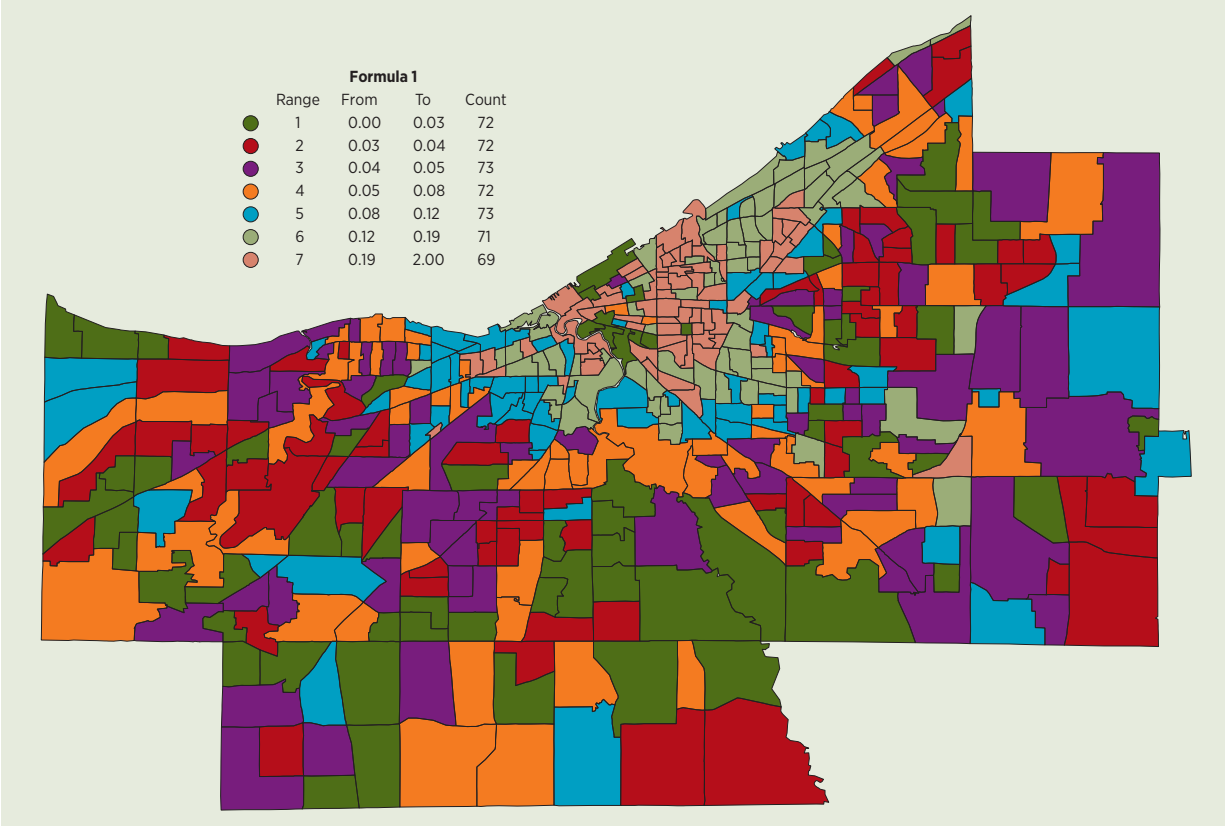 Formula 1
Range From To Count
1 0.00 0.03 72
2 0.03 0.04 72
3 0.04 0.05 73
4 0.05 0.08 72
5 0.08 0.12 73
6 0.12 0.19 71
7 0.19 2.00 69